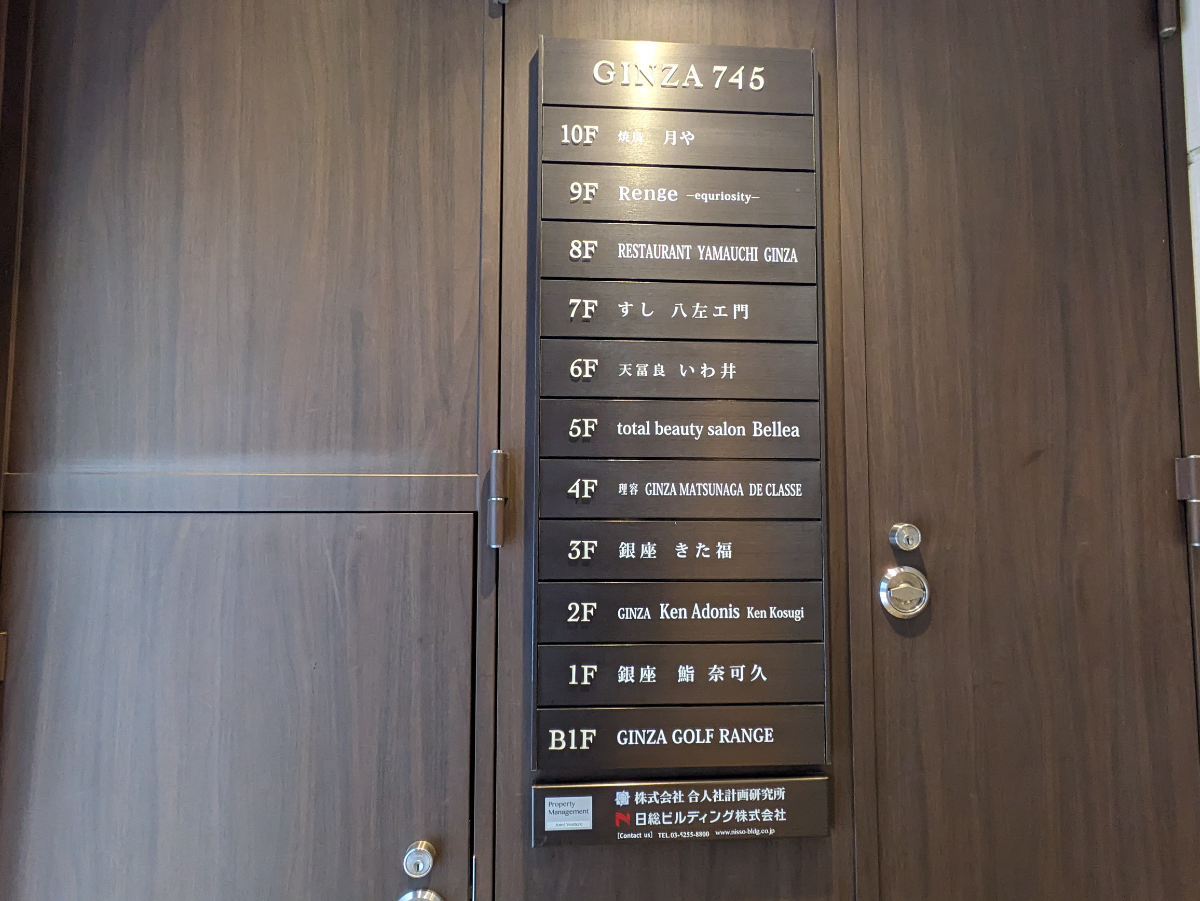 GINZA 745
10F 月や
9F Renge –equriosity–
8F RESTAURANT YAMAUCHI GINZA
7F すし 八左エ門
6F 天冨良 いわ井
5F total beauty salon Bellea
4F 理容 GINZA MATSUNAGA DE CLASSE
3F 銀座 きた福
2F GINZA Ken Adonis Ken Kosugi
1F 銀座 鮨 奈可久
B1F GINZA GOLF RANGE
Property
Management
株式会社 合人社計画研究所
日総ビルディング株式会社
[Contact us] TEL.03-5255-8800 www.nisso-bldg.co.jp